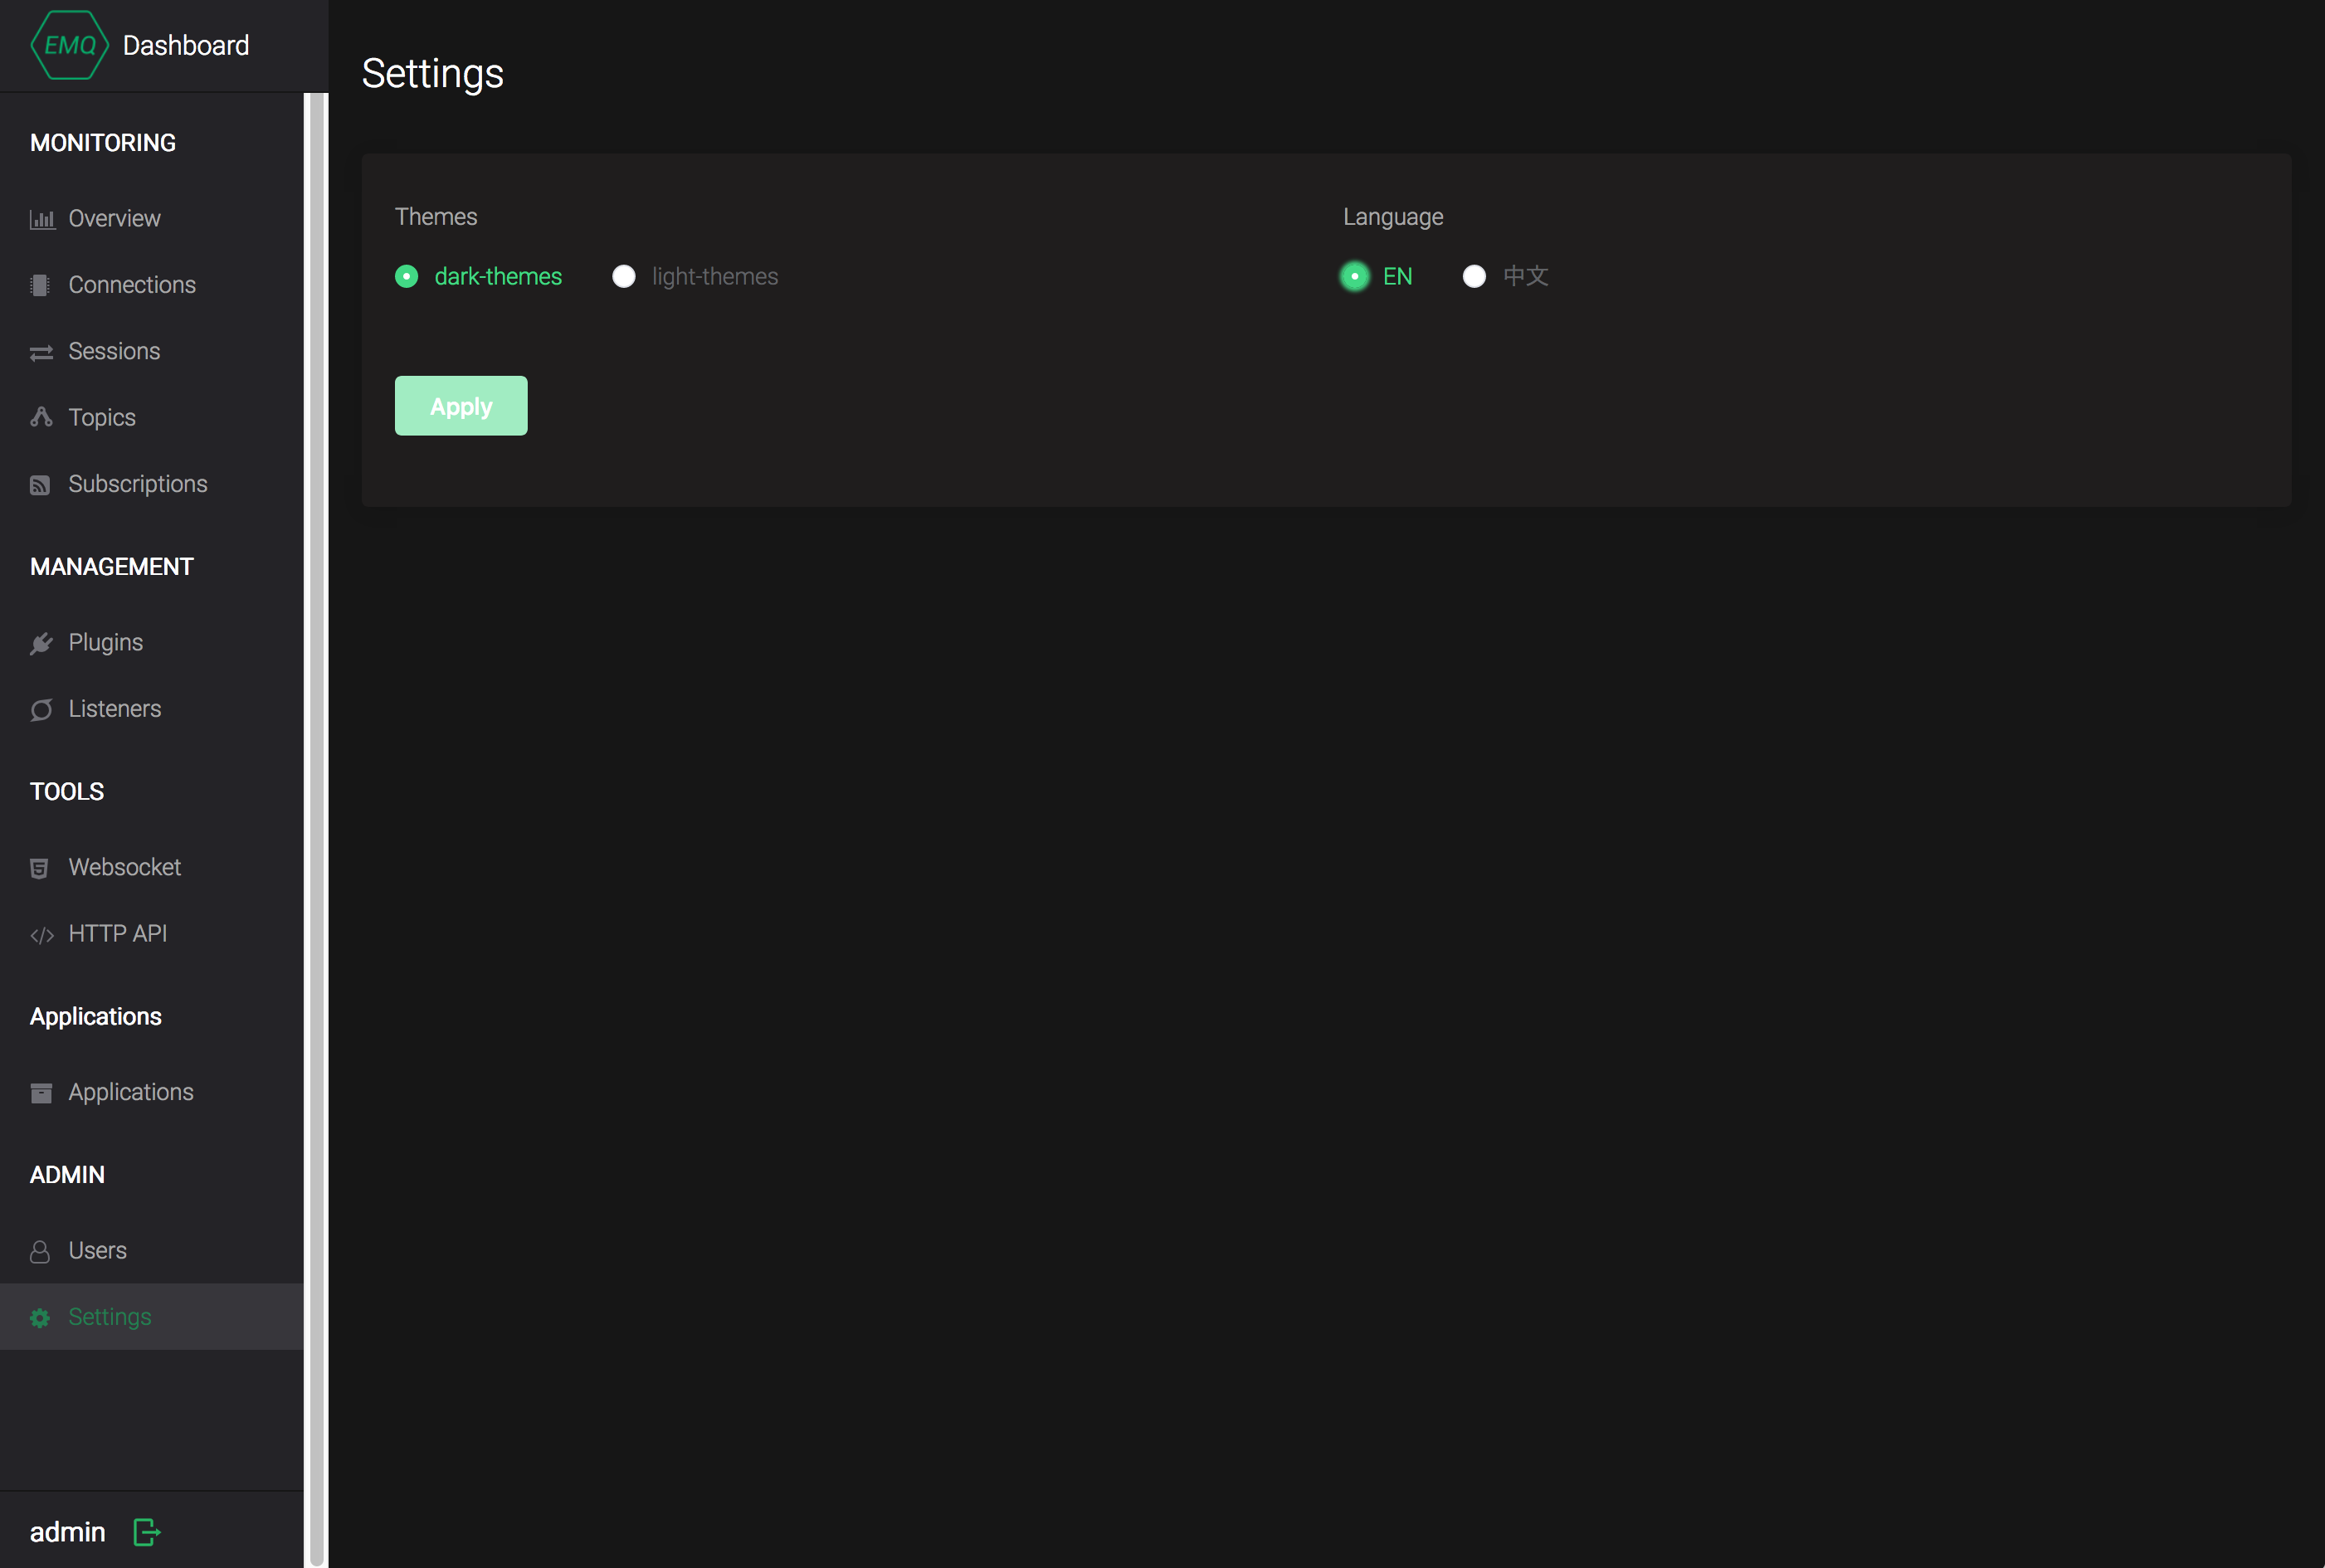 EMQ Dashboard
MONITORING
Overview
Connections
Sessions
Topics
Subscriptions
MANAGEMENT
Plugins
Listeners
TOOLS
Websocket
HTTP API
Applications
Applications
ADMIN
Users
Settings
admin
Settings
Themes
dark-themes light-themes
Language
EN 中文
Apply